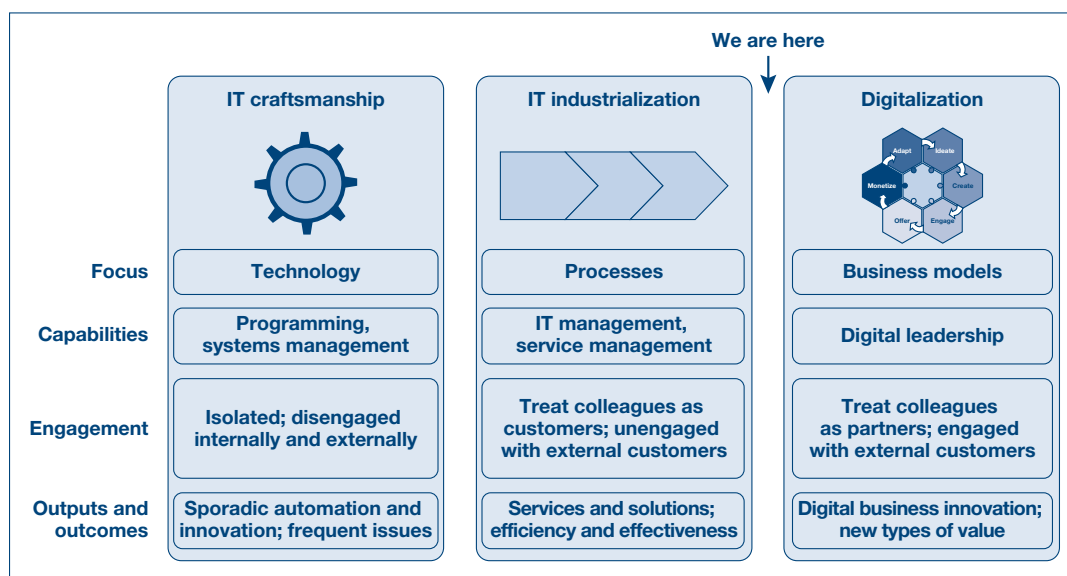 We are here
IT craftsmanship
IT industrialization
Digitalization
Adapt
Ideate
Monetize
Create
Offer
Engage
Focus
Technology
Processes
Business models
Capabilities
Programming,
systems management
IT management,
service management
Digital leadership
Engagement
Isolated; disengaged
internally and externally
Treat colleagues as
customers; unengaged
with external customers
Treat colleagues
as partners; engaged
with external customers
Outputs and
outcomes
Sporadic automation and
innovation; frequent issues
Services and solutions;
efficiency and effectiveness
Digital business innovation;
new types of value